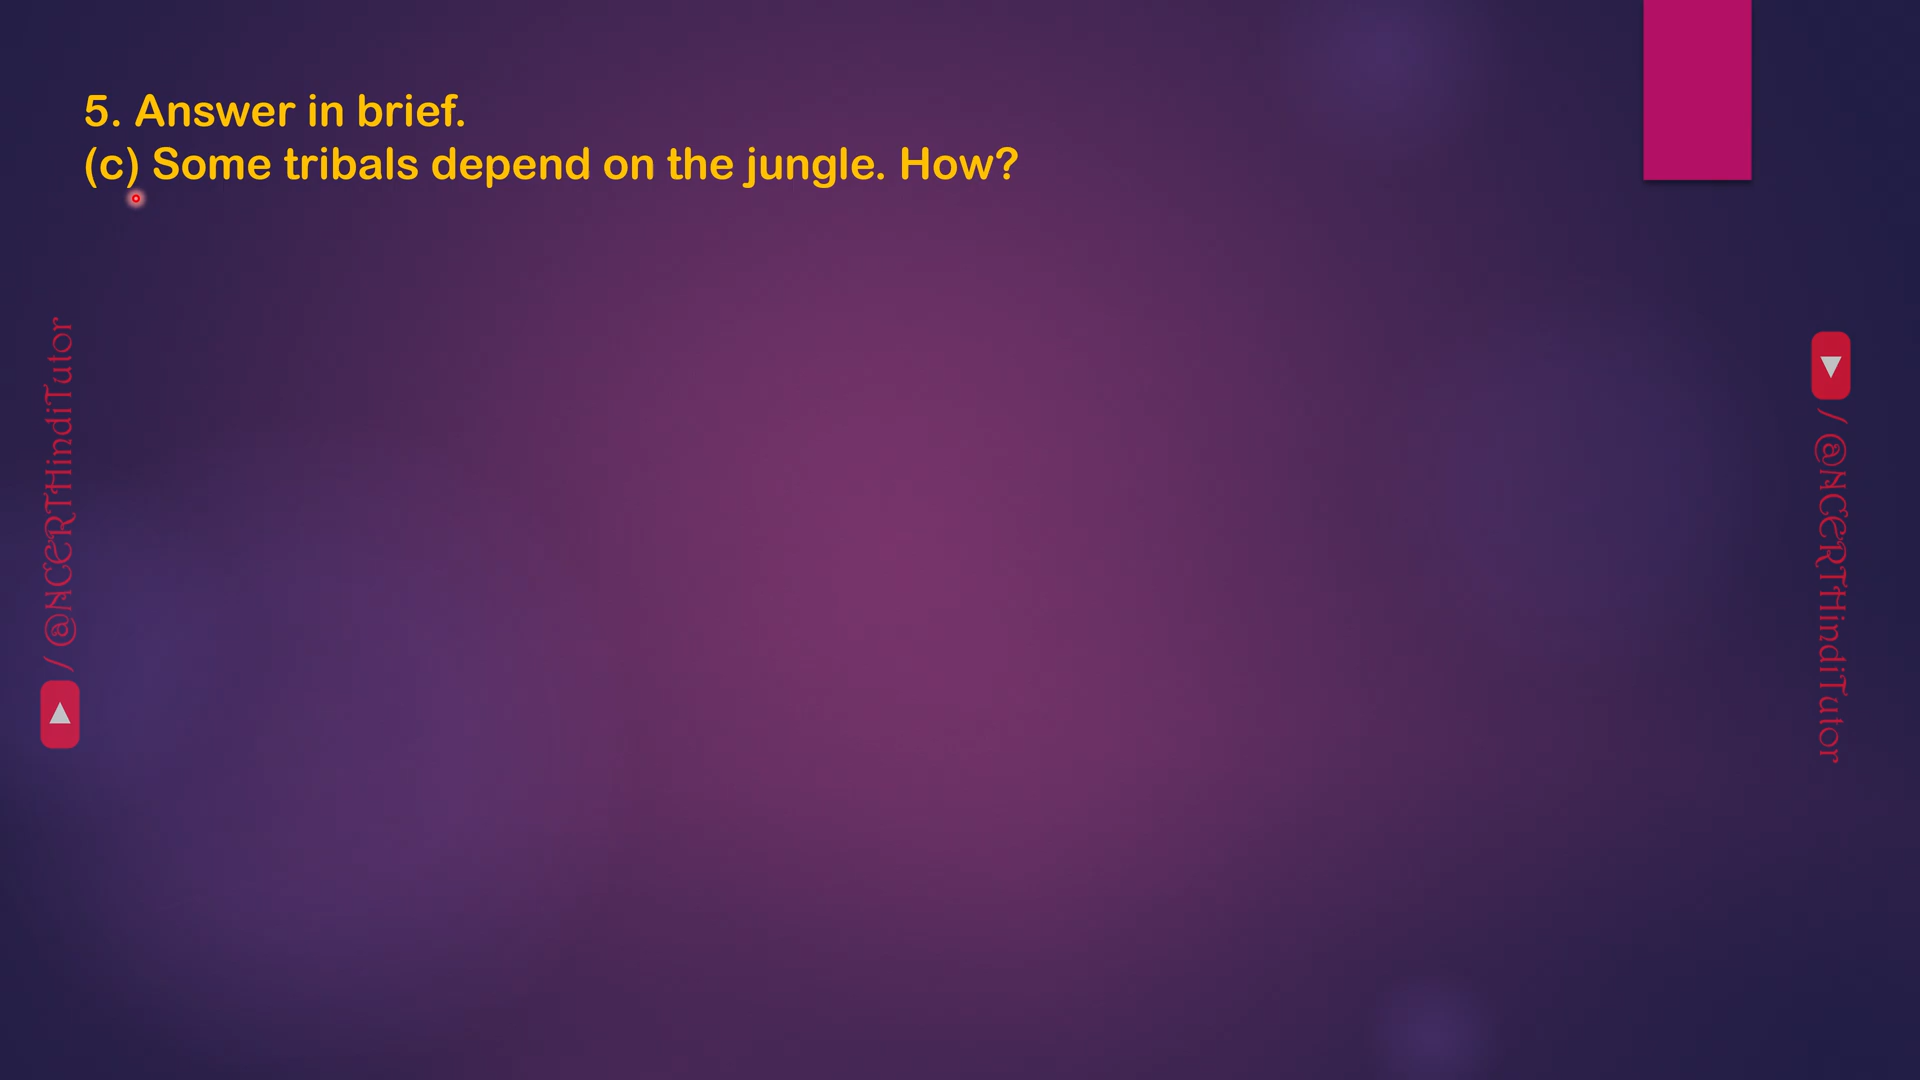 5. Answer in brief.
(c) Some tribals depend on the jungle. How?
/ @NCERTHindiTutor
/ @NCERTHindiTutor